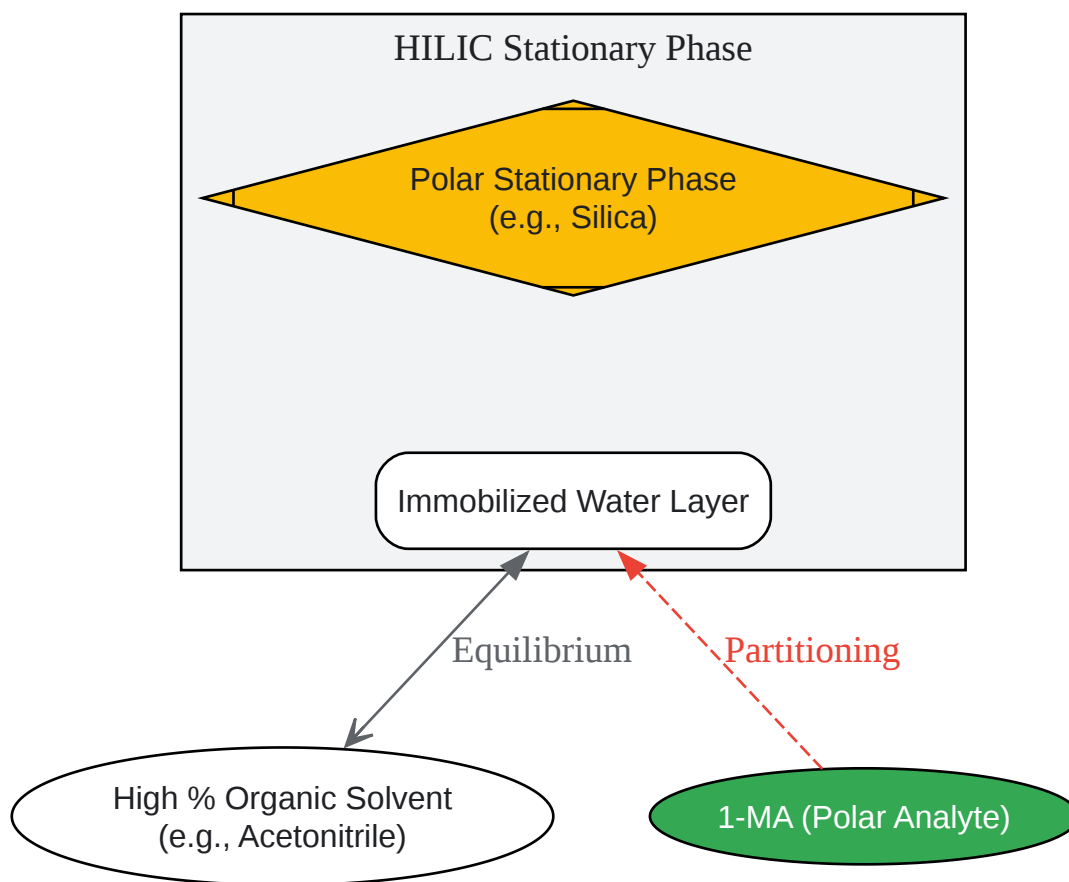 HILIC Stationary Phase
Polar Stationary Phase
(e.g., Silica)
Immobilized Water Layer
Equilibrium
Partitioning
High % Organic Solvent
(e.g., Acetonitrile)
1-MA (Polar Analyte)